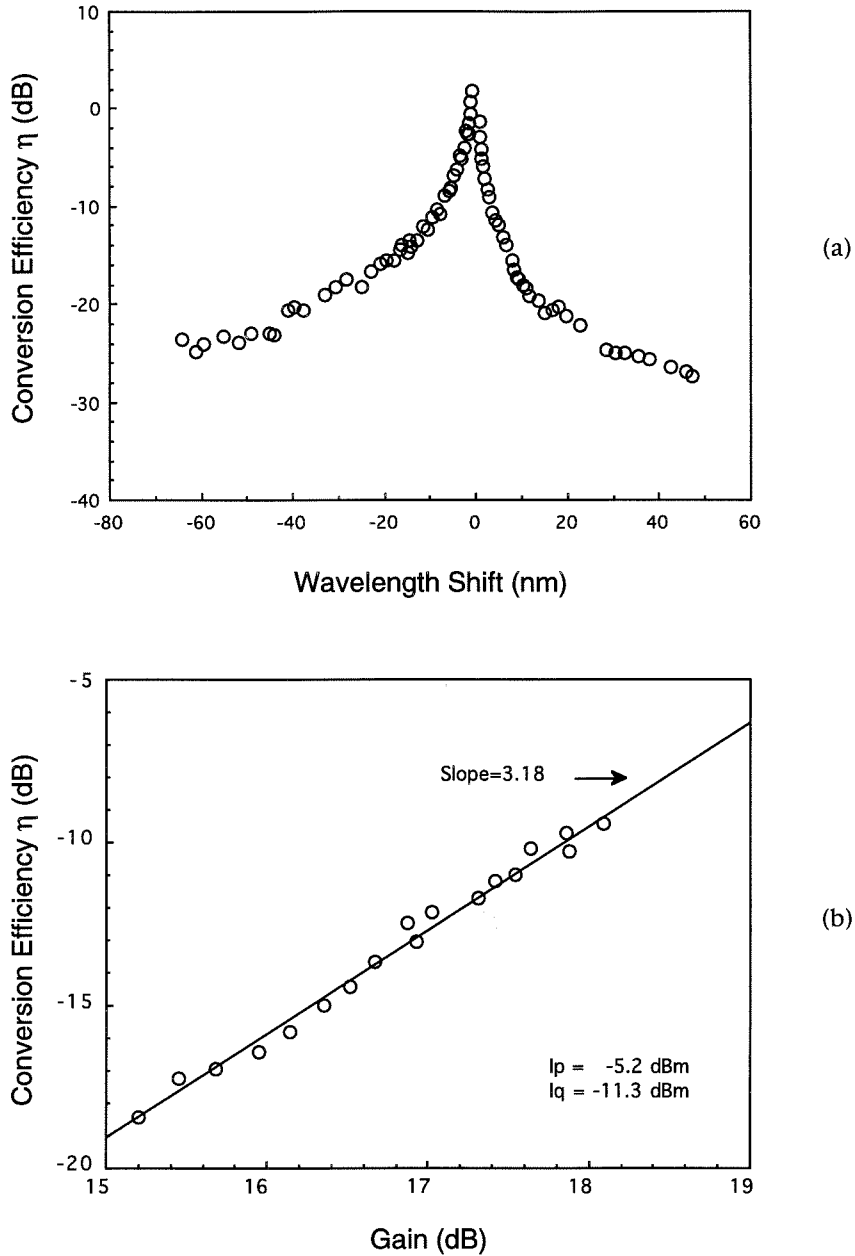 10
0
-10
-20
-30
-40
Conversion Efficiency η (dB)
-80 -60 -40 -20 0 20 40 60
Wavelength Shift (nm)
(a)
-5
-10
-15
-20
Conversion Efficiency η (dB)
Slope=3.18
Ip = -5.2 dBm
Iq = -11.3 dBm
15 16 17 18 19
Gain (dB)
(b)